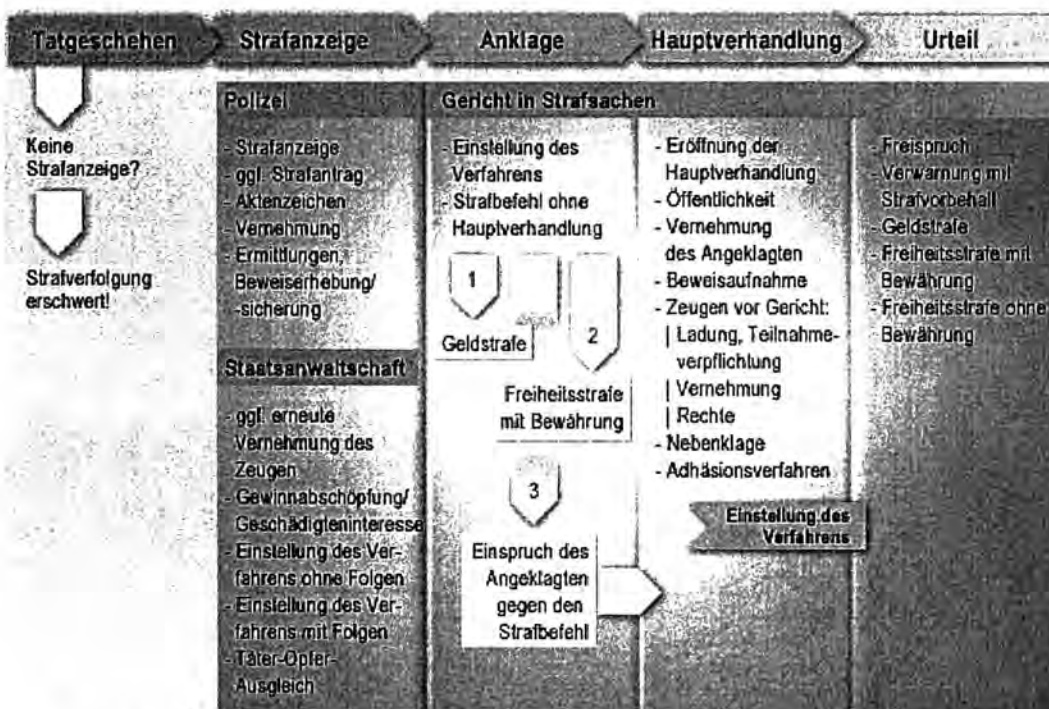 Tatgeschehen
Strafanzeige
Anklage
Hauptverhandlung
Urteil
Keine
Strafanzeige?
Strafverfolgung
erschwert!
Polizei
- Strafanzeige
- ggf. Strafantrag
- Aktenzeichen
- Vernehmung
- Ermittlungen,
Beweiserhebung/
-sicherung
Staatsanwaltschaft
- ggf. erneute
Vernehmung des
Zeugen
- Gewinnabschöpfung/
Geschädigteninteresse
- Einstellung des Ver-
fahrens ohne Folgen
- Einstellung des Ver-
fahrens mit Folgen
- Täter-Opfer-
Ausgleich
Gericht in Strafsachen
- Einstellung des
Verfahrens
- Strafbefehl ohne
Hauptverhandlung
1
Geldstrafe
2
Freiheitsstrafe
mit Bewährung
3
Einspruch des
Angeklagten
gegen den
Strafbefehl
- Eröffnung der
Hauptverhandlung
- Öffentlichkeit
- Vernehmung
des Angeklagten
- Beweisaufnahme
- Zeugen vor Gericht:
| Ladung, Teilnahme-
verpflichtung
| Vernehmung
| Rechte
- Nebenklage
- Adhäsionsverfahren
Einstellung des
Verfahrens
- Freispruch
- Verwarnung mit
Strafvorbehalt
- Geldstrafe
- Freiheitsstrafe mit
Bewährung
- Freiheitsstrafe ohne
Bewährung